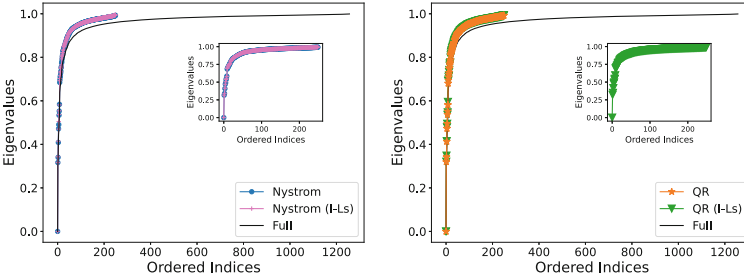 1.0
0.8
0.6
0.4
0.2
0.0
Eigenvalues
0 200 400 600 800 1000 1200
Ordered Indices
1.00
0.75
0.50
0.25
0.00
Eigenvalues
0 200
Ordered Indices
Nystrom
Nystrom (I-Ls)
Full
1.0
0.8
0.6
0.4
0.2
0.0
Eigenvalues
0 200 400 600 800 1000 1200
Ordered Indices
1.00
0.75
0.50
0.25
0.00
Eigenvalues
0 200
Ordered Indices
QR
QR (I-Ls)
Full